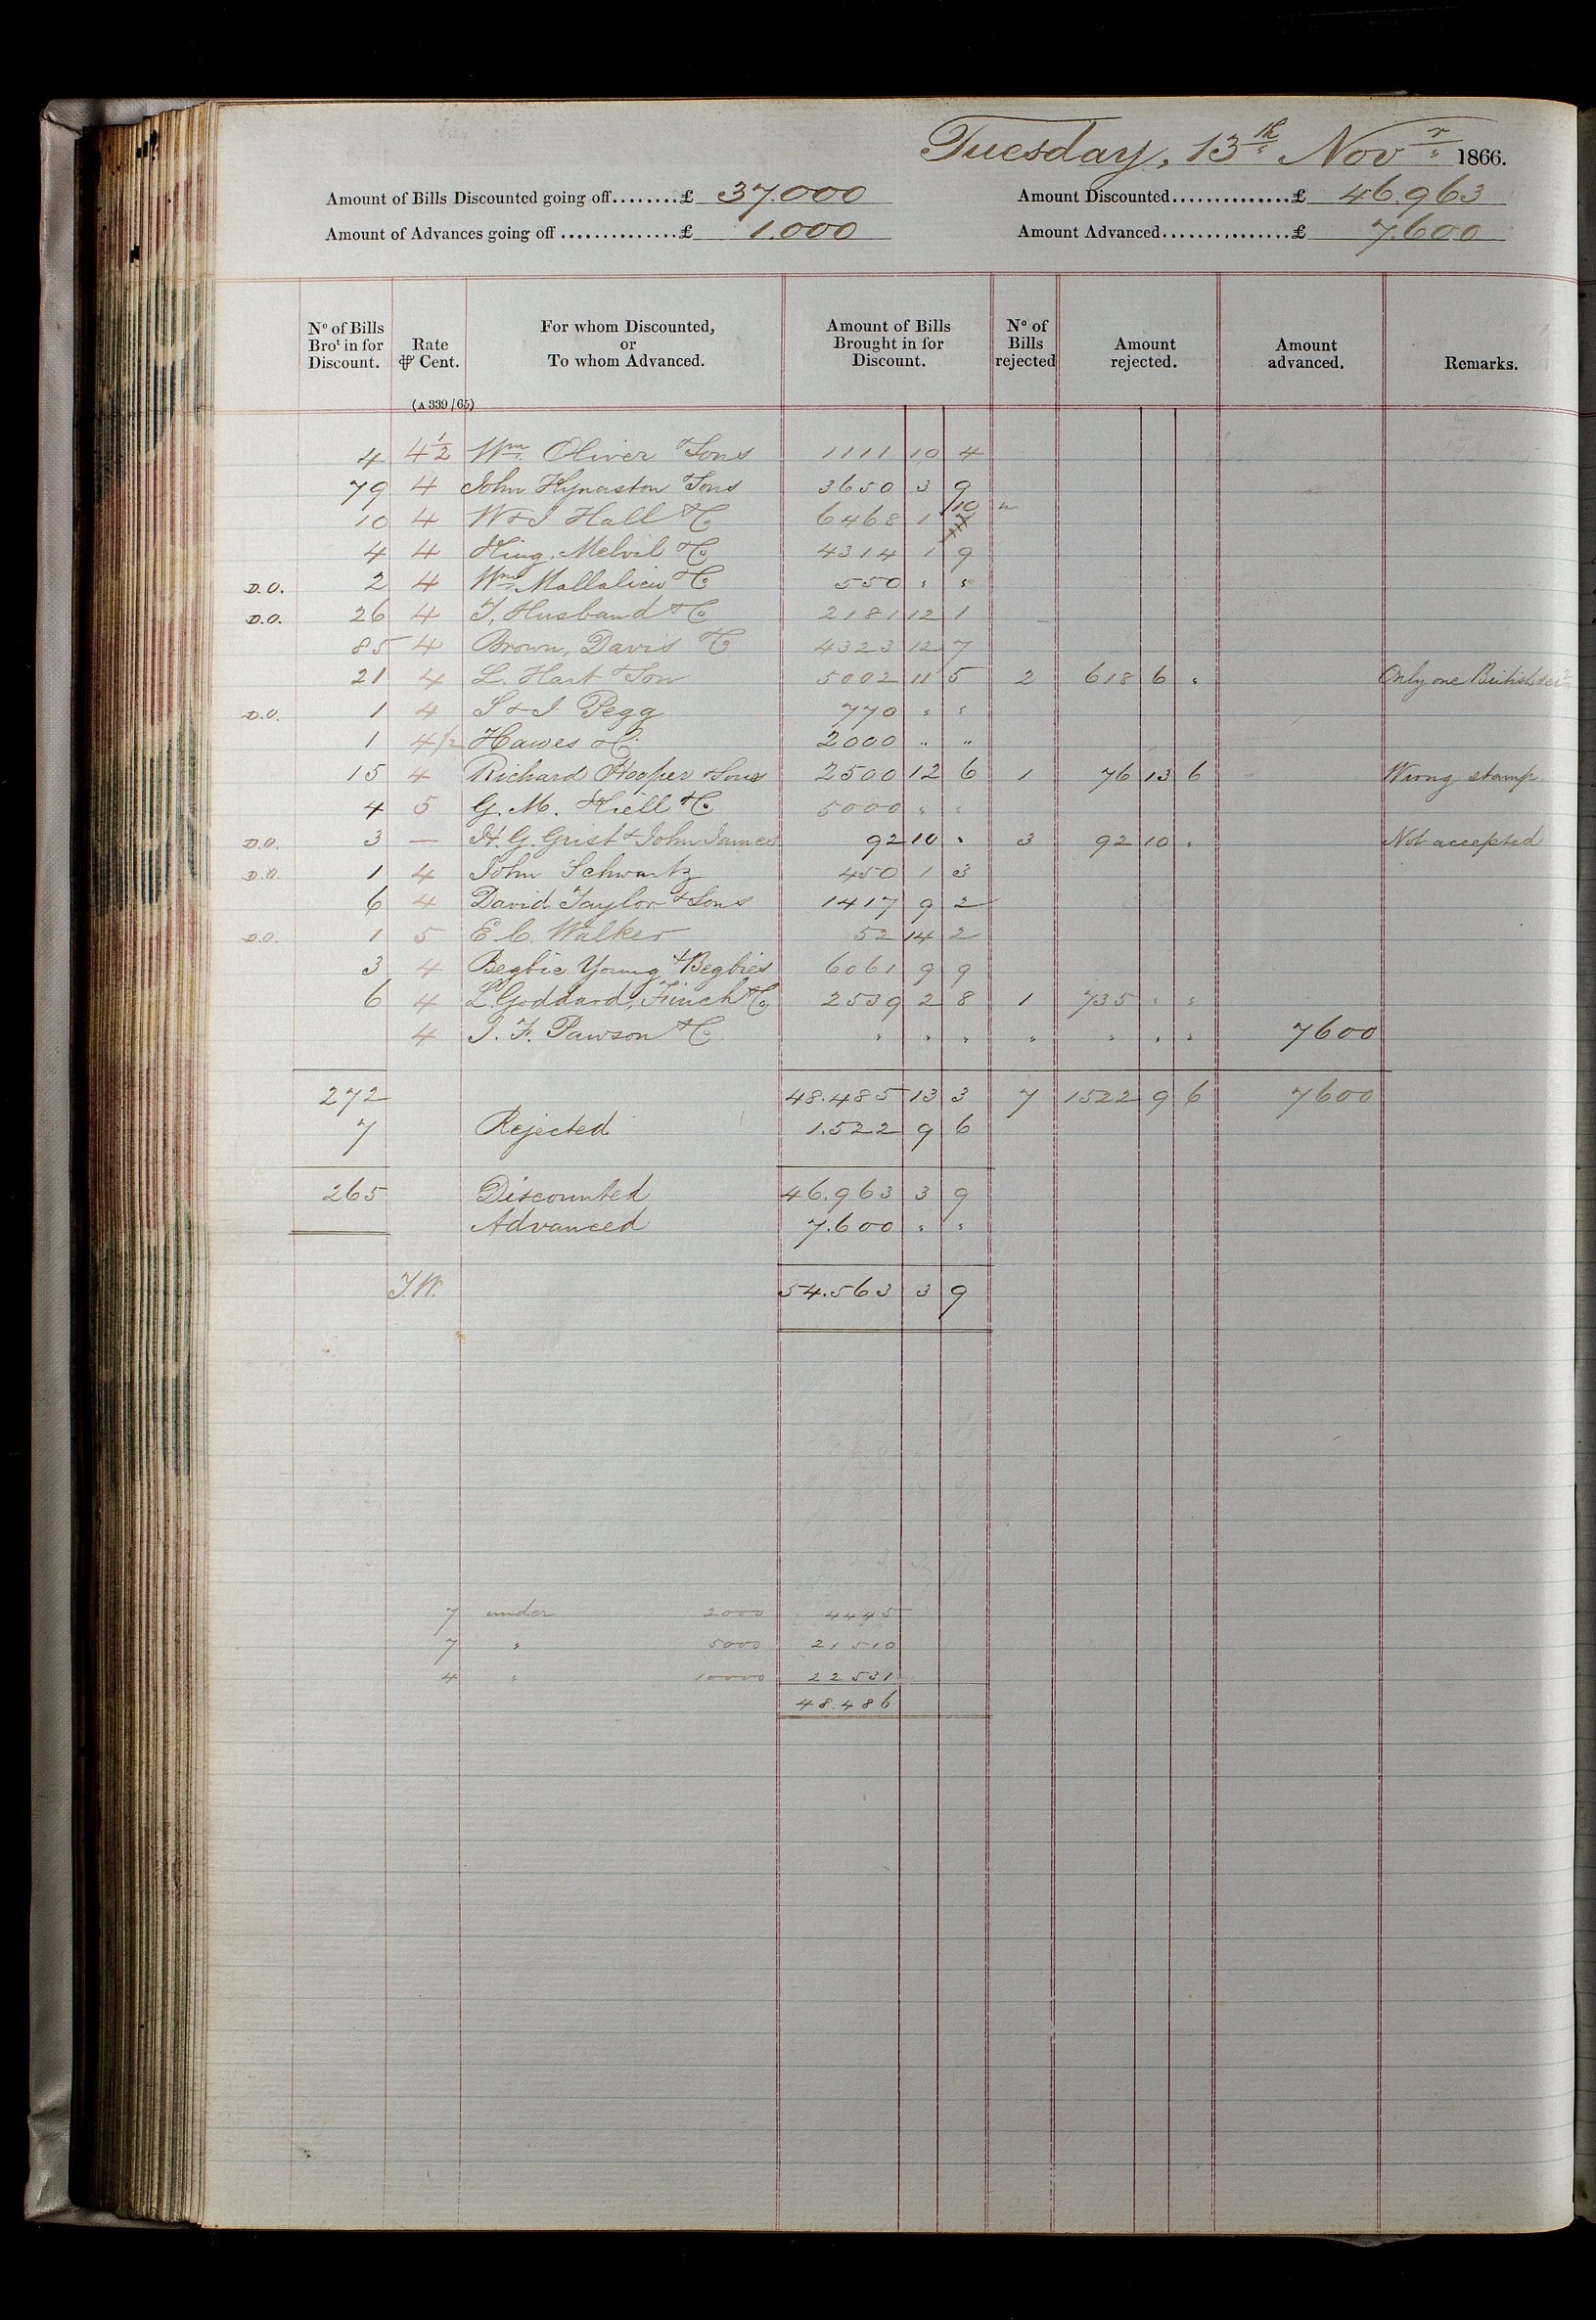 Tuesday, 13th Novr 1866.
Amount of Bills Discounted going off........£ 37.000 Amount Discounted..............£ 46.963
Amount of Advances going off..............£ 1.000 Amount Advanced...............£ 7.600
No of Bills Brot in for Discount. Rate ⅌ Cent. For whom Discounted, or To whom Advanced. Amount of Bills Brought in for Discount. No of Bills rejected Amount rejected. Amount advanced. Remarks.
(A 339/65)
4 4½ Wm Oliver & Sons 1111 10 4
79 4 John Kynaston & Sons 3650 3 9
10 4 W & J Hall & Co 6468 1 10
4 4 King, Melvil & Co 4314 1 9
D.O. 2 4 Wm Mallalieu & Co 550 " "
D.O. 26 4 T, Husband & Co 2181 12 1
85 4 Brown, Davis & Co 4323 12 7
21 4 L. Hart & Son 5002 11 5 2 618 6 " Only one British
D.O. 1 4 S & J Pegg 770 " "
1 4½ Hawes & Co 2000 " "
15 4 Richard Hooper & Sons 2500 12 6 1 76 13 6 Wrong stamp
4 5 G. M. Kiell & Co 5000 " "
D.O. 3 — H. G. Grist & John James 92 10 " 3 92 10 " Not accepted
D.O. 1 4 John Schwartz 450 1 3
6 4 David Taylor & Sons 1417 9 2
D.O. 1 5 E C. Walker 52 14 2
3 4 Begbie Young & Begbies 6061 9 9
6 4 L. Goddard, Finch & Co 2539 2 8 1 735 " "
4 J. F. Pawson & Co " " " " " " " 7600
272 48.485 13 3 7 1522 9 6 7600
7 Rejected 1.522 9 6
265 Discounted 46.963 3 9
Advanced 7.600 " "
J.W. 54.563 3 9
7 under 2000 4445
7 " 5000 21510
4 " 10000 22531
48.486